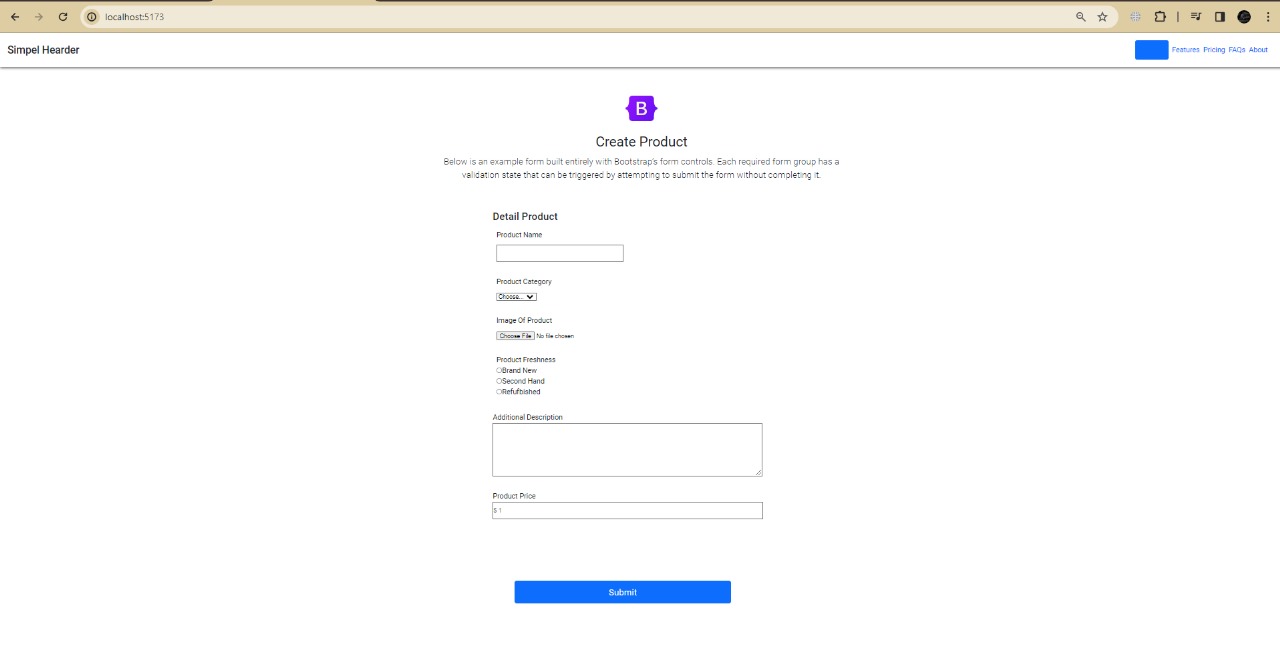 localhost:5173
Simpel Hearder
Features Pricing FAQs About
B
Create Product
Below is an example form built entirely with Bootstrap's form controls. Each required form group has a
validation state that can be triggered by attempting to submit the form without completing it.
Detail Product
Product Name
Product Category
Choose...
Image Of Product
Choose File No file chosen
Product Freshness
Brand New
Second Hand
Refufbished
Additional Description
Product Price
$ 1
Submit